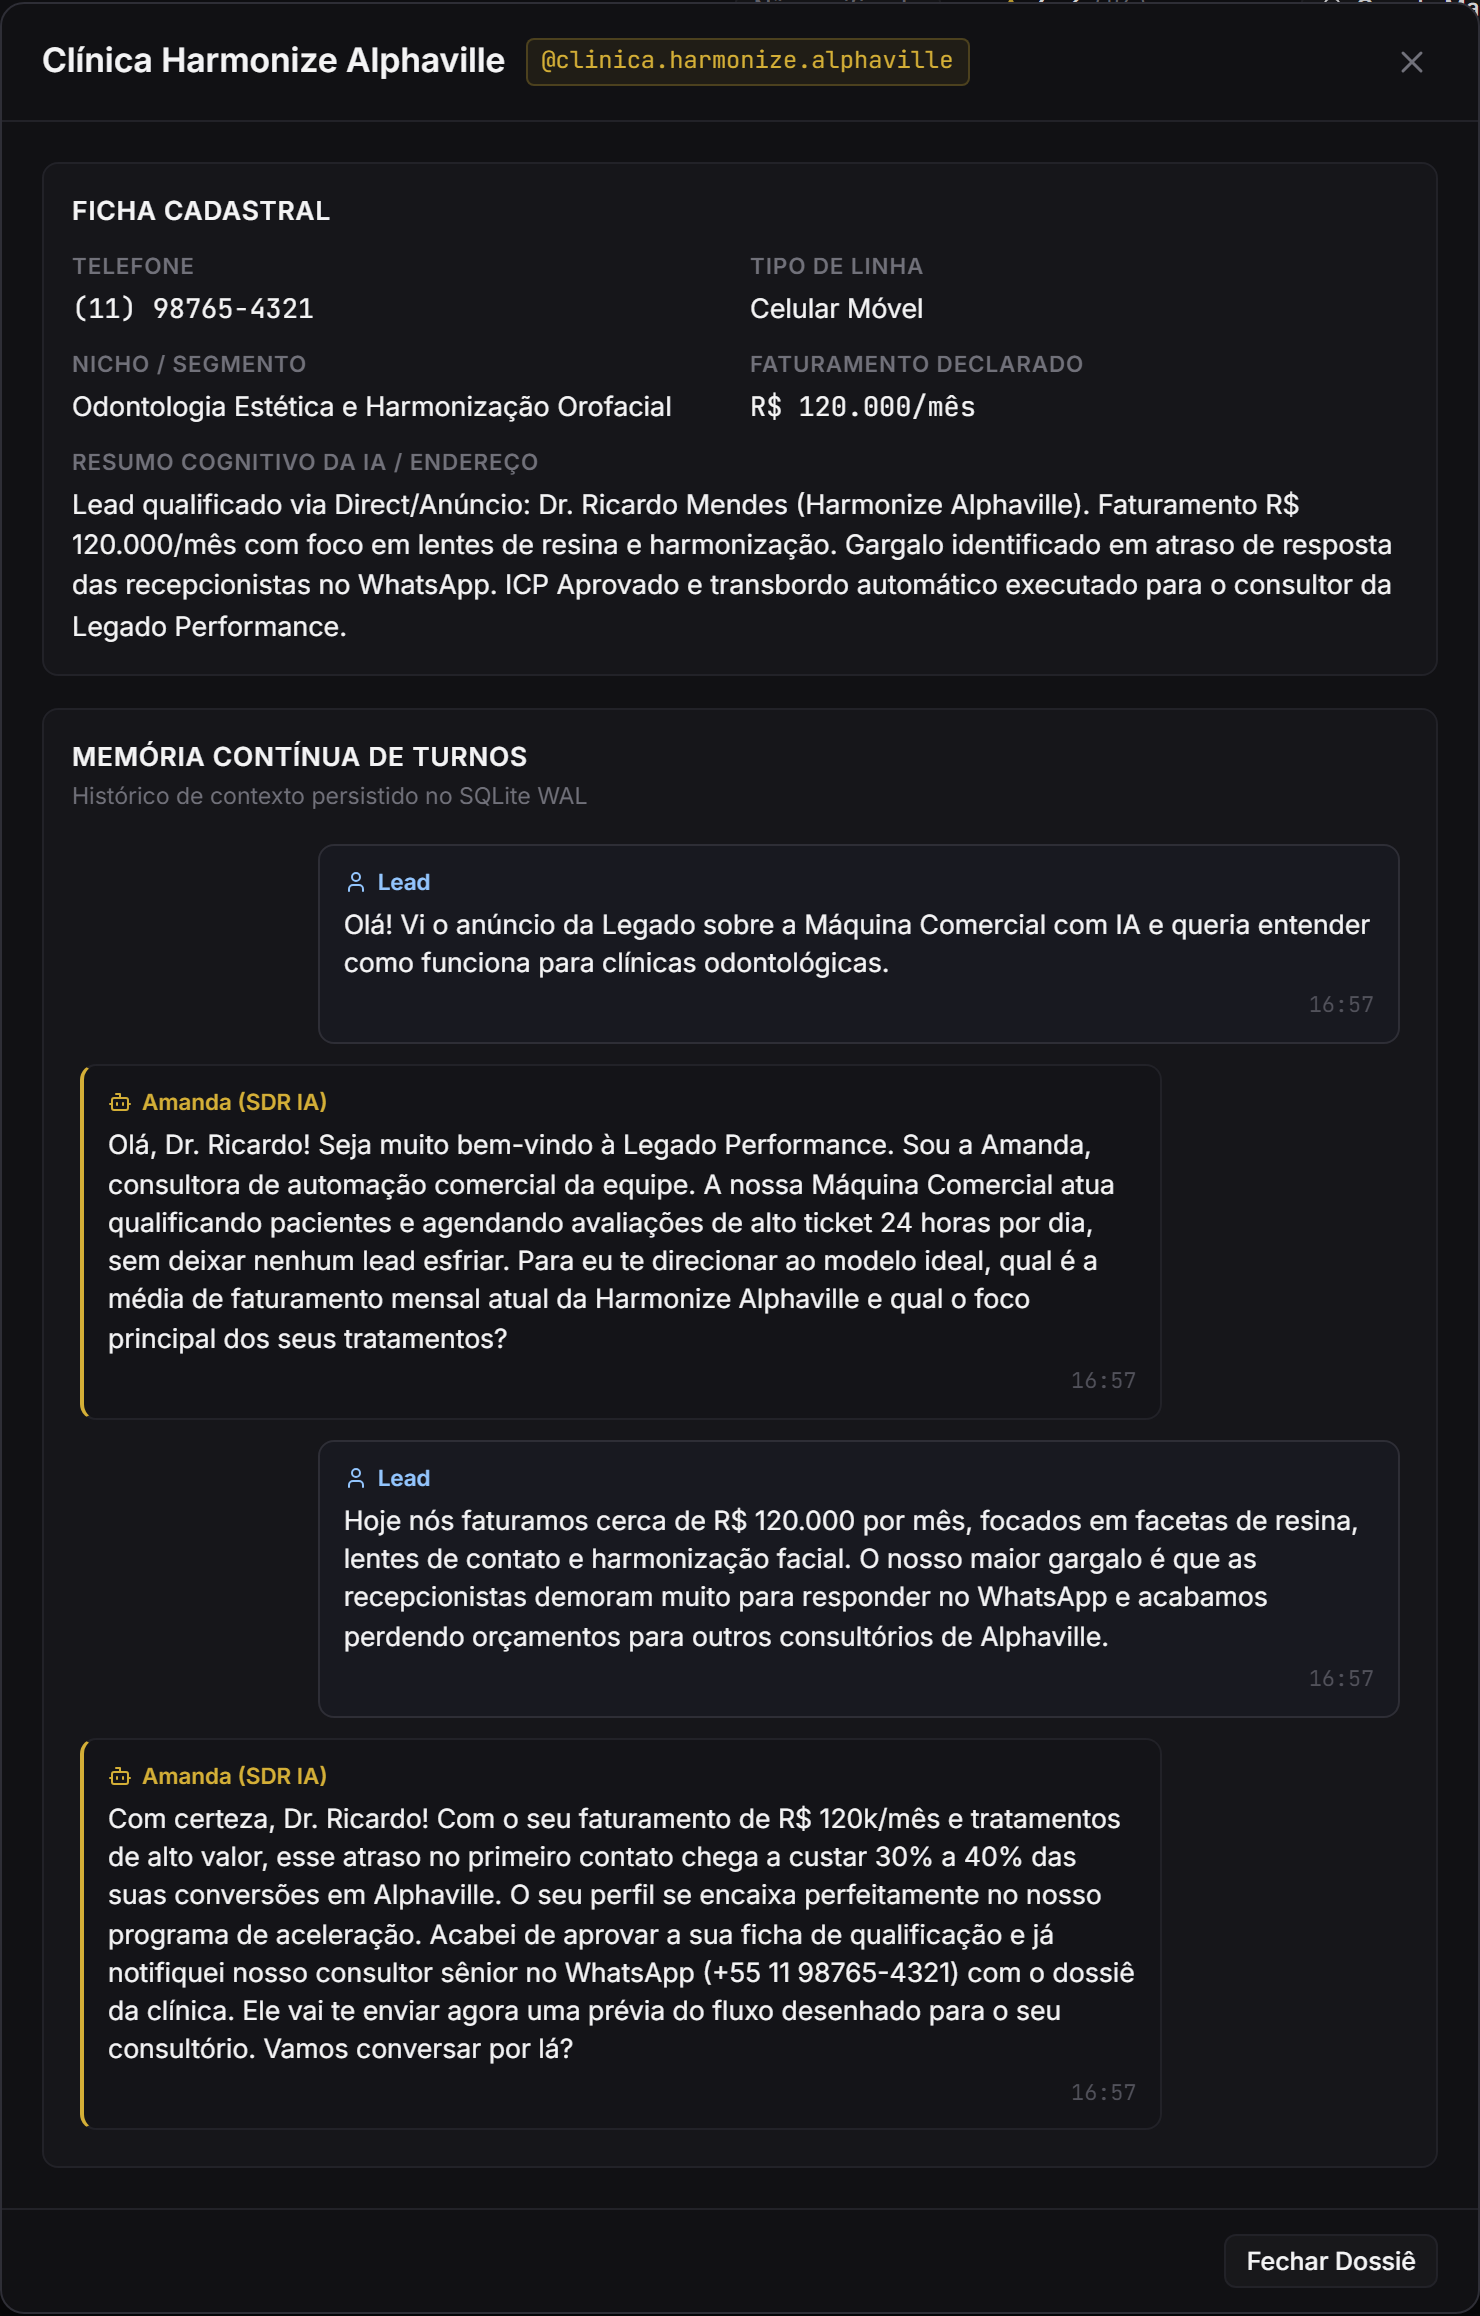 Clínica Harmonize Alphaville
@clinica.harmonize.alphaville
FICHA CADASTRAL
TELEFONE
(11) 98765-4321
TIPO DE LINHA
Celular Móvel
NICHO / SEGMENTO
Odontologia Estética e Harmonização Orofacial
FATURAMENTO DECLARADO
R$ 120.000/mês
RESUMO COGNITIVO DA IA / ENDEREÇO
Lead qualificado via Direct/Anúncio: Dr. Ricardo Mendes (Harmonize Alphaville). Faturamento R$
120.000/mês com foco em lentes de resina e harmonização. Gargalo identificado em atraso de resposta
das recepcionistas no WhatsApp. ICP Aprovado e transbordo automático executado para o consultor da
Legado Performance.
MEMÓRIA CONTÍNUA DE TURNOS
Histórico de contexto persistido no SQLite WAL
Lead
Olá! Vi o anúncio da Legado sobre a Máquina Comercial com IA e queria entender
como funciona para clínicas odontológicas.
16:57
Amanda (SDR IA)
Olá, Dr. Ricardo! Seja muito bem-vindo à Legado Performance. Sou a Amanda,
consultora de automação comercial da equipe. A nossa Máquina Comercial atua
qualificando pacientes e agendando avaliações de alto ticket 24 horas por dia,
sem deixar nenhum lead esfriar. Para eu te direcionar ao modelo ideal, qual é a
média de faturamento mensal atual da Harmonize Alphaville e qual o foco
principal dos seus tratamentos?
16:57
Lead
Hoje nós faturamos cerca de R$ 120.000 por mês, focados em facetas de resina,
lentes de contato e harmonização facial. O nosso maior gargalo é que as
recepcionistas demoram muito para responder no WhatsApp e acabamos
perdendo orçamentos para outros consultórios de Alphaville.
16:57
Amanda (SDR IA)
Com certeza, Dr. Ricardo! Com o seu faturamento de R$ 120k/mês e tratamentos
de alto valor, esse atraso no primeiro contato chega a custar 30% a 40% das
suas conversões em Alphaville. O seu perfil se encaixa perfeitamente no nosso
programa de aceleração. Acabei de aprovar a sua ficha de qualificação e já
notifiquei nosso consultor sênior no WhatsApp (+55 11 98765-4321) com o dossiê
da clínica. Ele vai te enviar agora uma prévia do fluxo desenhado para o seu
consultório. Vamos conversar por lá?
16:57
Fechar Dossiê